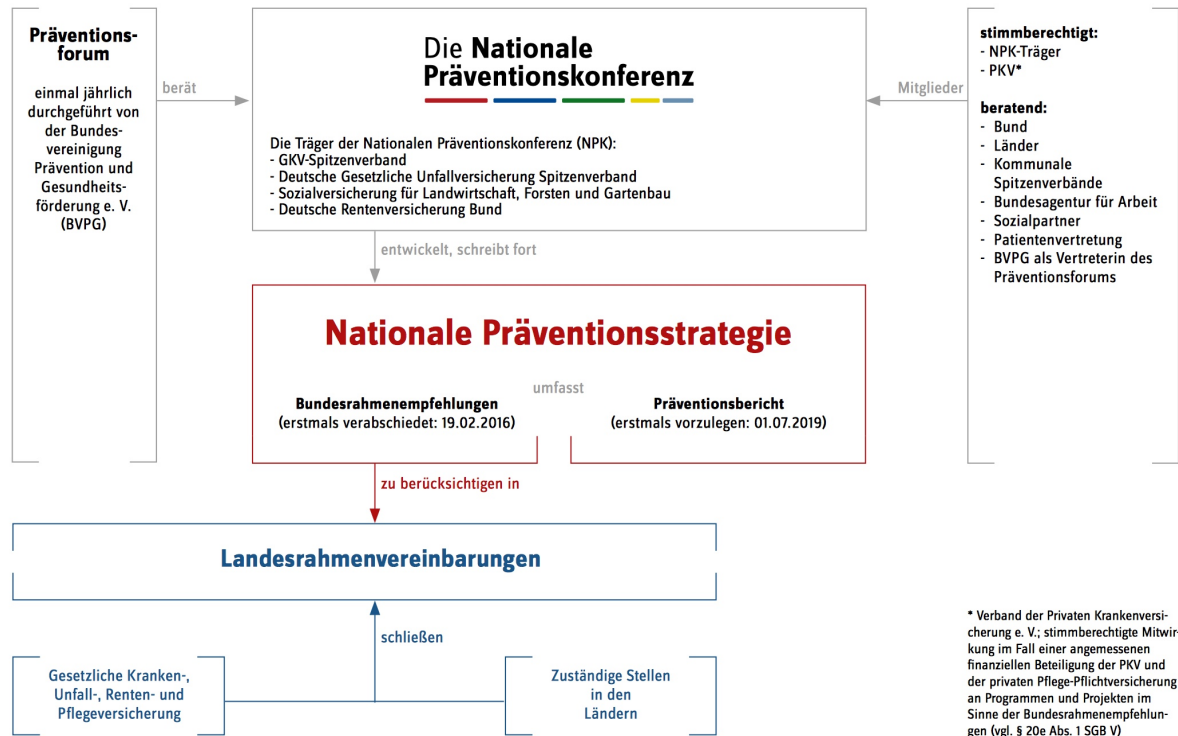 Präventions-
forum
einmal jährlich
durchgeführt von
der Bundes-
vereinigung
Prävention und
Gesundheits-
förderung e. V.
(BVPG)
berät
Die Nationale
Präventionskonferenz
Die Träger der Nationalen Präventionskonferenz (NPK):
- GKV-Spitzenverband
- Deutsche Gesetzliche Unfallversicherung Spitzenverband
- Sozialversicherung für Landwirtschaft, Forsten und Gartenbau
- Deutsche Rentenversicherung Bund
Mitglieder
stimmberechtigt:
- NPK-Träger
- PKV*
beratend:
- Bund
- Länder
- Kommunale
Spitzenverbände
- Bundesagentur für Arbeit
- Sozialpartner
- Patientenvertretung
- BVPG als Vertreterin des
Präventionsforums
entwickelt, schreibt fort
Nationale Präventionsstrategie
umfasst
Bundesrahmenempfehlungen
(erstmals verabschiedet: 19.02.2016)
Präventionsbericht
(erstmals vorzulegen: 01.07.2019)
zu berücksichtigen in
Landesrahmenvereinbarungen
schließen
Gesetzliche Kranken-,
Unfall-, Renten- und
Pflegeversicherung
Zuständige Stellen
in den
Ländern
* Verband der Privaten Krankenversi-
cherung e. V.; stimmberechtigte Mitwir-
kung im Fall einer angemessenen
finanziellen Beteiligung der PKV und
der privaten Pflege-Pflichtversicherung
an Programmen und Projekten im
Sinne der Bundesrahmenempfehlun-
gen (vgl. § 20e Abs. 1 SGB V)